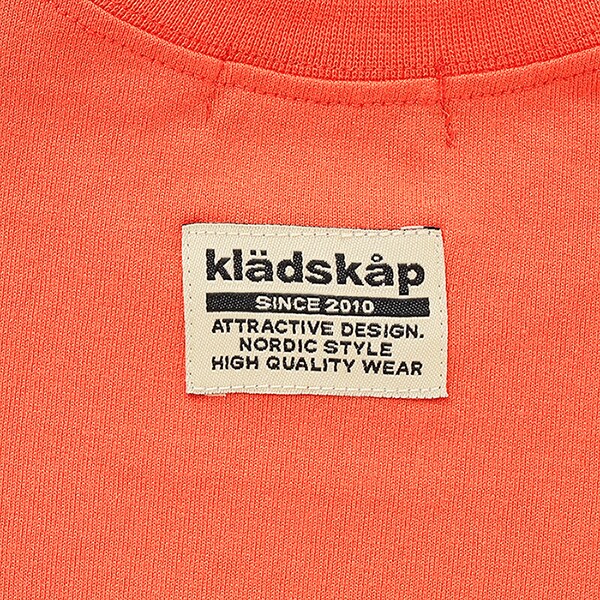 klädskåp
SINCE 2010
ATTRACTIVE DESIGN.
NORDIC STYLE
HIGH QUALITY WEAR